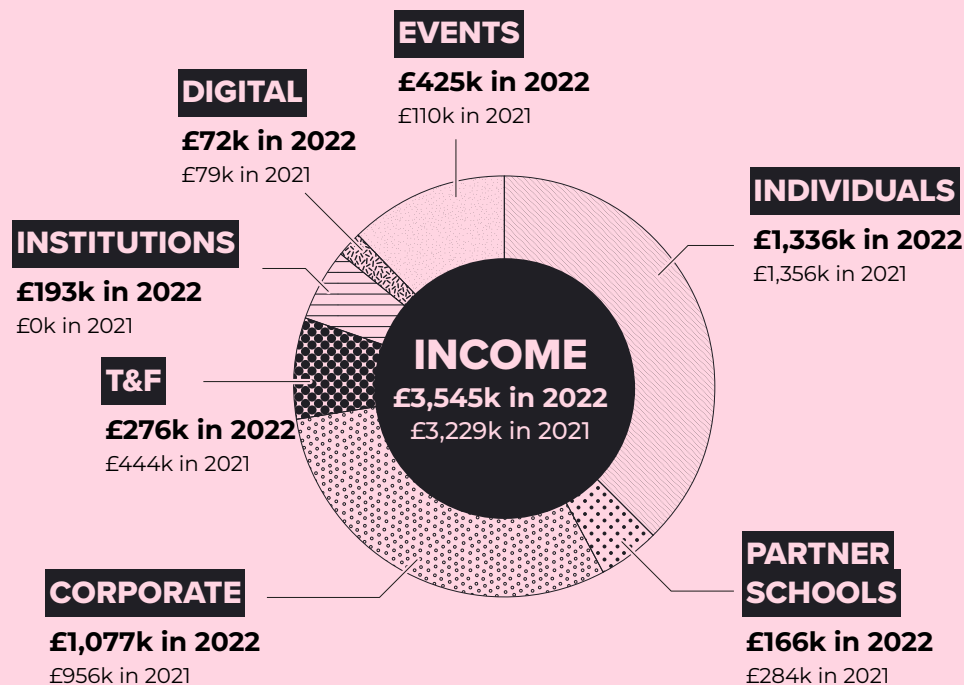 EVENTS
£425k in 2022
£110k in 2021
DIGITAL
£72k in 2022
£79k in 2021
INDIVIDUALS
£1,336k in 2022
£1,356k in 2021
INSTITUTIONS
£193k in 2022
£0k in 2021
INCOME
£3,545k in 2022
£3,229k in 2021
T&F
£276k in 2022
£444k in 2021
CORPORATE
£1,077k in 2022
£956k in 2021
PARTNER
SCHOOLS
£166k in 2022
£284k in 2021